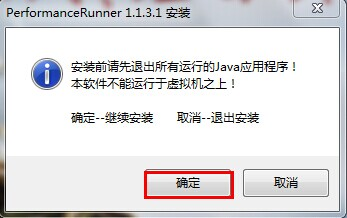 PerformanceRunner 1.1.3.1 安装
安装前请先退出所有运行的Java应用程序！
本软件不能运行于虚拟机之上！
确定--继续安装 取消--退出安装
确定 取消